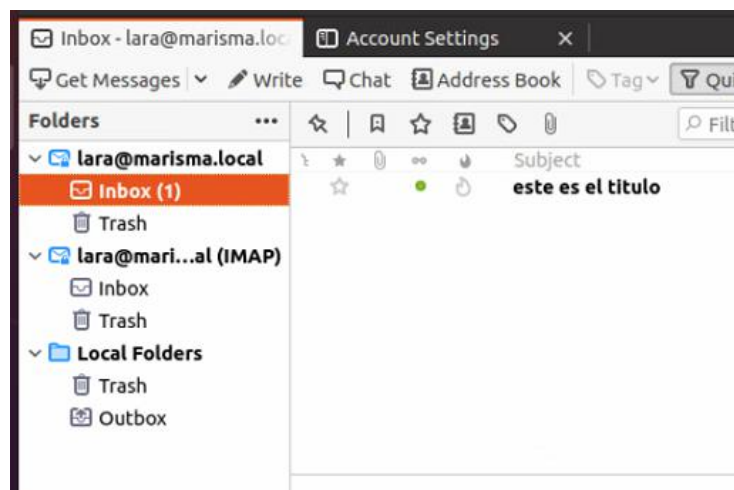 Inbox - lara@marisma.loc Account Settings
Get Messages Write Chat Address Book Tag Qui
Folders Filt
lara@marisma.local Subject
Inbox (1) este es el titulo
Trash
lara@mari...al (IMAP)
Inbox
Trash
Local Folders
Trash
Outbox